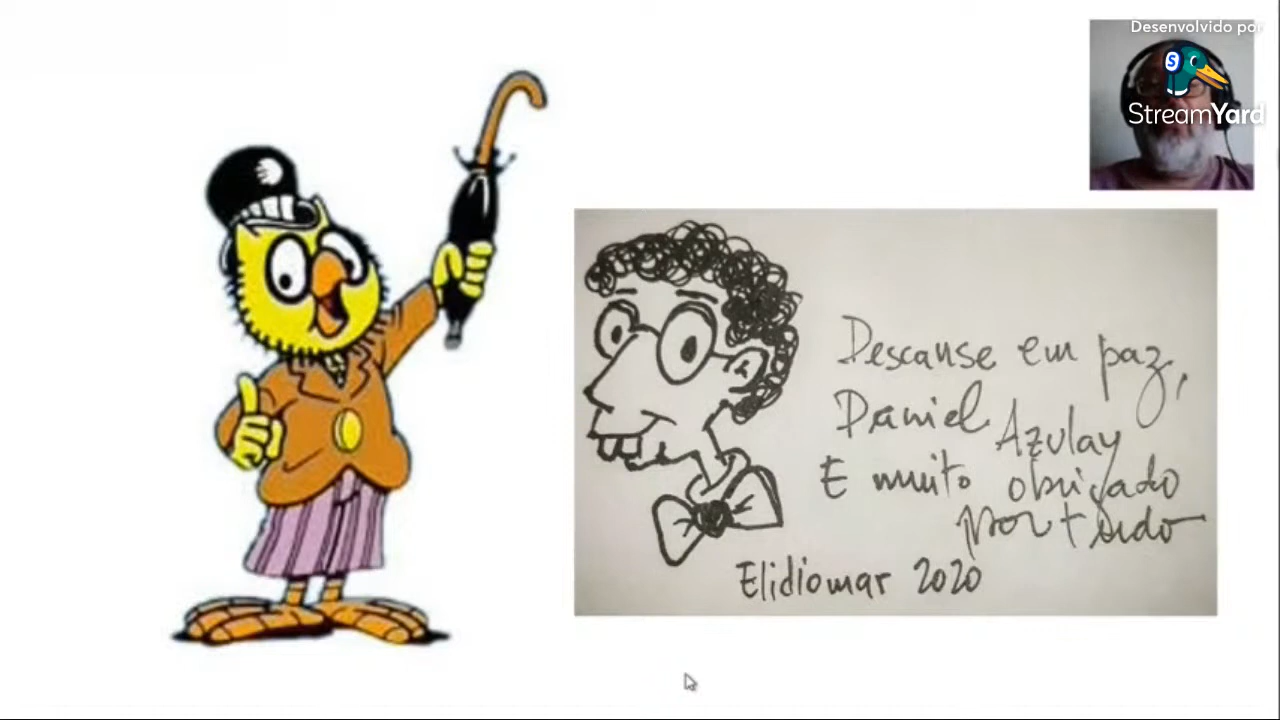 Desenvolvido por
S
StreamYard
Descanse em paz,
Daniel Azulay
E muito obrigado
por tudo
Elidiomar 2020